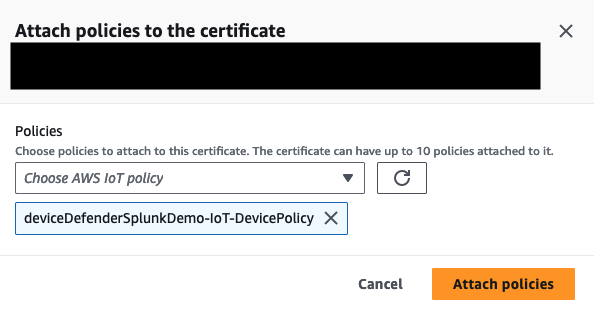 Attach policies to the certificate
Policies
Choose policies to attach to this certificate. The certificate can have up to 10 policies attached to it.
Choose AWS IoT policy
deviceDefenderSplunkDemo-IoT-DevicePolicy
Cancel
Attach policies